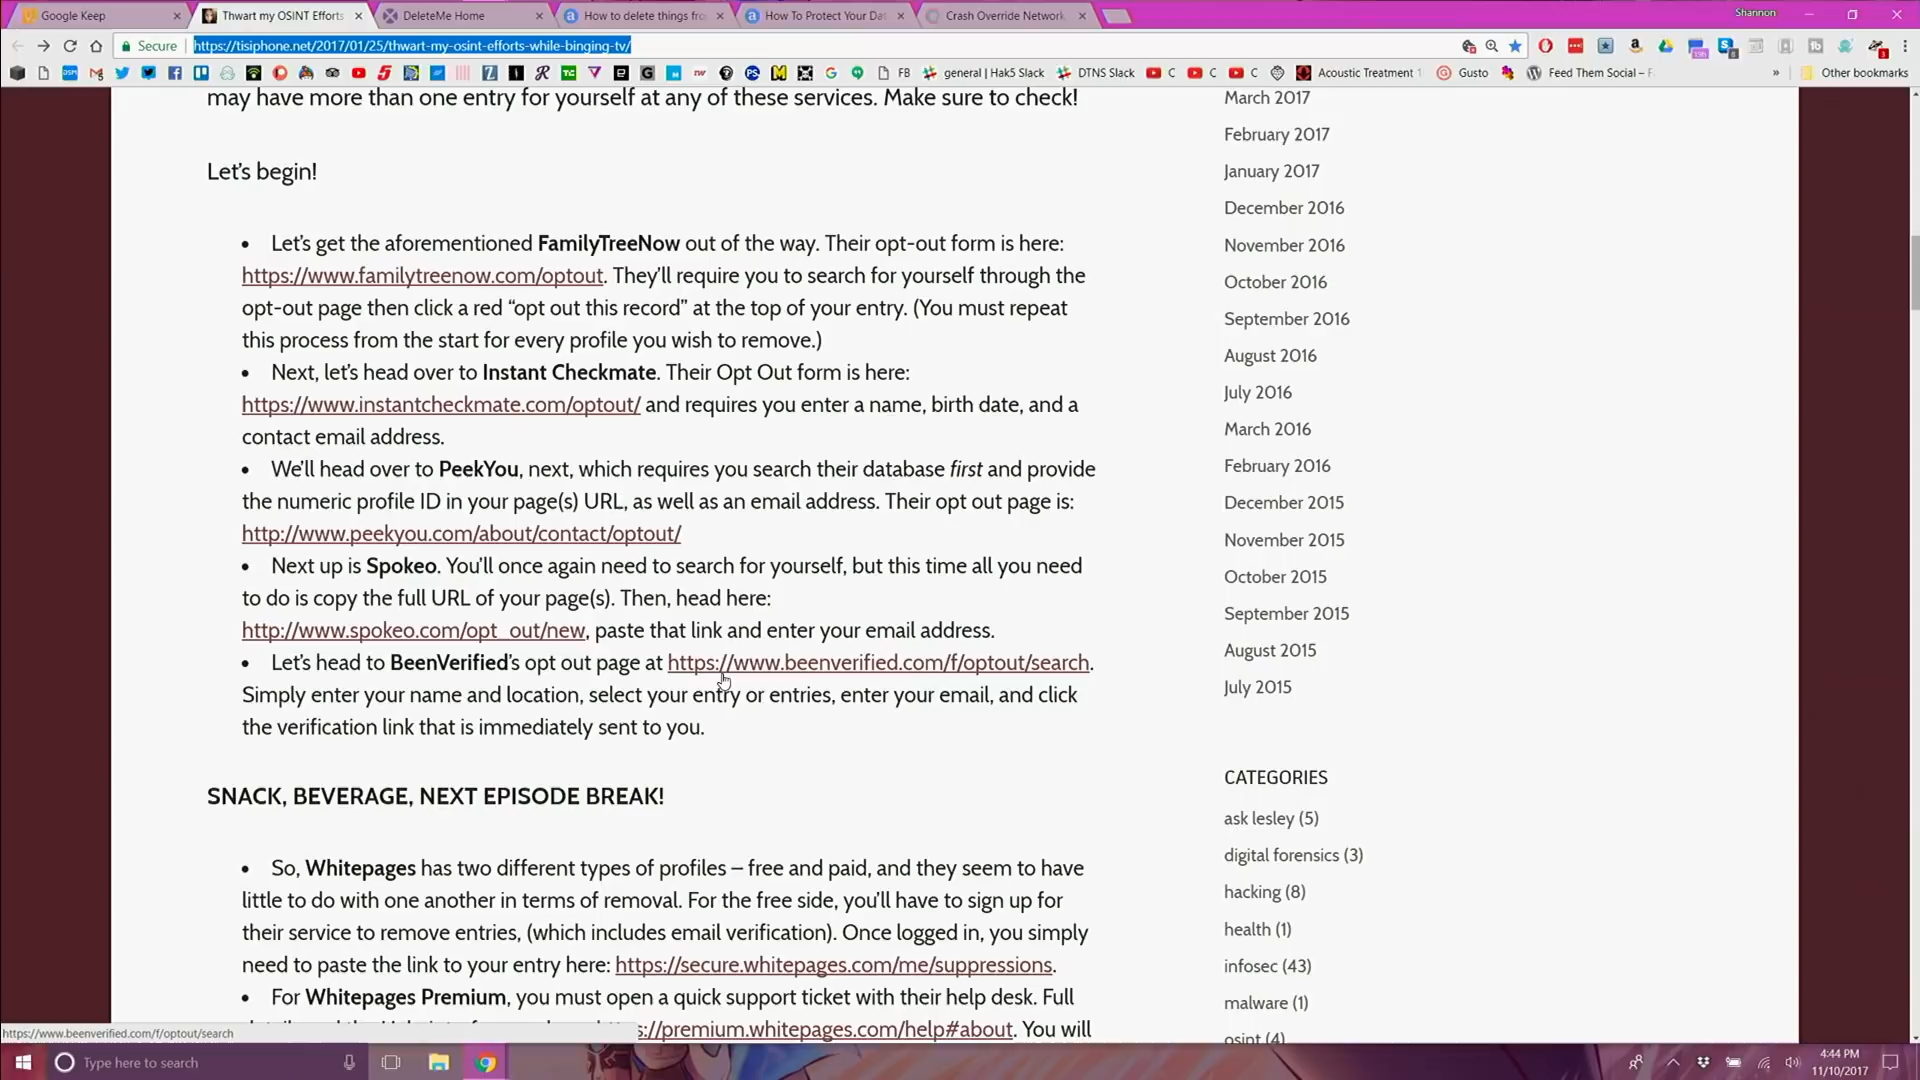 Google Keep
Thwart my OSINT Efforts
DeleteMe Home
How to delete things fro
How To Protect Your Dat
Crash Override Network
Shannon
Secure
https://tisiphone.net/2017/01/25/thwart-my-osint-efforts-while-binging-tv/
FB
general | Hak5 Slack
DTNS Slack
C
C
C
Acoustic Treatment 1
Gusto
Feed Them Social – F
Other bookmarks
may have more than one entry for yourself at any of these services. Make sure to check!
Let's begin!
• Let's get the aforementioned FamilyTreeNow out of the way. Their opt-out form is here:
https://www.familytreenow.com/optout. They'll require you to search for yourself through the
opt-out page then click a red “opt out this record” at the top of your entry. (You must repeat
this process from the start for every profile you wish to remove.)
• Next, let's head over to Instant Checkmate. Their Opt Out form is here:
https://www.instantcheckmate.com/optout/ and requires you enter a name, birth date, and a
contact email address.
• We'll head over to PeekYou, next, which requires you search their database first and provide
the numeric profile ID in your page(s) URL, as well as an email address. Their opt out page is:
http://www.peekyou.com/about/contact/optout/
• Next up is Spokeo. You'll once again need to search for yourself, but this time all you need
to do is copy the full URL of your page(s). Then, head here:
http://www.spokeo.com/opt_out/new, paste that link and enter your email address.
• Let's head to BeenVerified's opt out page at https://www.beenverified.com/f/optout/search.
Simply enter your name and location, select your entry or entries, enter your email, and click
the verification link that is immediately sent to you.
SNACK, BEVERAGE, NEXT EPISODE BREAK!
• So, Whitepages has two different types of profiles – free and paid, and they seem to have
little to do with one another in terms of removal. For the free side, you'll have to sign up for
their service to remove entries, (which includes email verification). Once logged in, you simply
need to paste the link to your entry here: https://secure.whitepages.com/me/suppressions.
• For Whitepages Premium, you must open a quick support ticket with their help desk. Full
s://premium.whitepages.com/help#about. You will
March 2017
February 2017
January 2017
December 2016
November 2016
October 2016
September 2016
August 2016
July 2016
March 2016
February 2016
December 2015
November 2015
October 2015
September 2015
August 2015
July 2015
CATEGORIES
ask lesley (5)
digital forensics (3)
hacking (8)
health (1)
infosec (43)
malware (1)
osint (4)
https://www.beenverified.com/f/optout/search
Type here to search
4:44 PM
11/10/2017